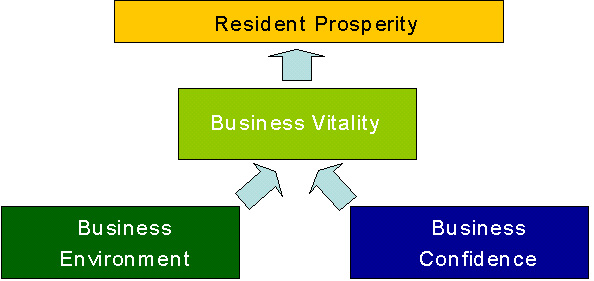 Resident Prosperity
Business Vitality
Business
Environment
Business
Confidence